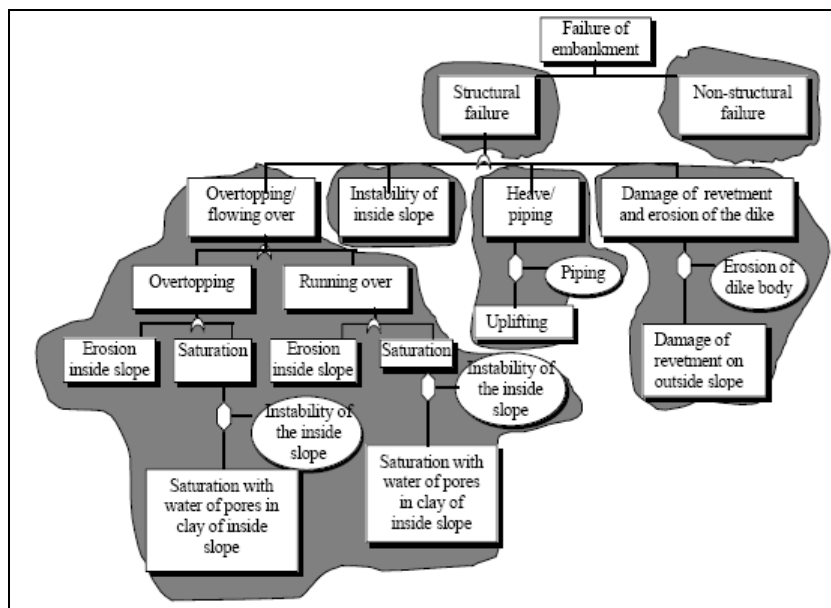 Failure of
embankment
Structural
failure
Non-structural
failure
Overtopping/
flowing over
Instability of
inside slope
Heave/
piping
Damage of revetment
and erosion of the dike
Overtopping
Running over
Piping
Erosion of
dike body
Uplifting
Erosion
inside slope
Saturation
Erosion
inside slope
Saturation
Damage of
revetment on
outside slope
Instability of
the inside
slope
Instability of
the inside
slope
Saturation with
water of pores in
clay of inside
slope
Saturation with
water of pores
in clay of
inside slope